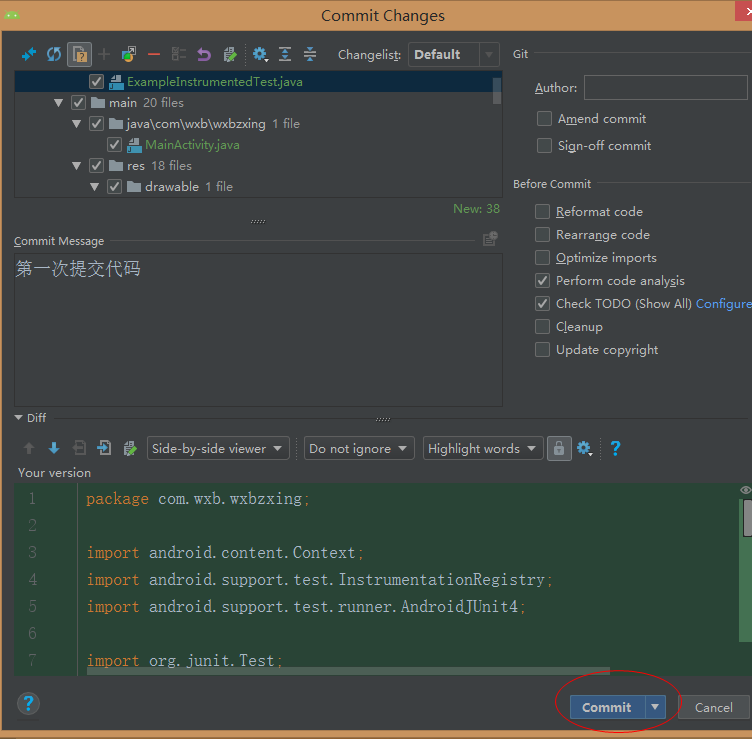 Commit Changes
Changelist: Default
Git
ExampleInstrumentedTest.java
Author:
main 20 files
Amend commit
java\com\wxb\wxbzxing 1 file
MainActivity.java
Sign-off commit
res 18 files
drawable 1 file
Before Commit
New: 38
Reformat code
Rearrange code
Commit Message
Optimize imports
第一次提交代码
Perform code analysis
Check TODO (Show All) Configure
Cleanup
Update copyright
Diff
Side-by-side viewer
Do not ignore
Highlight words
?
Your version
1 package com.wxb.wxbzxing;
2
3 import android.content.Context;
4 import android.support.test.InstrumentationRegistry;
5 import android.support.test.runner.AndroidJUnit4;
6
7 import org.junit.Test;
?
Commit
Cancel